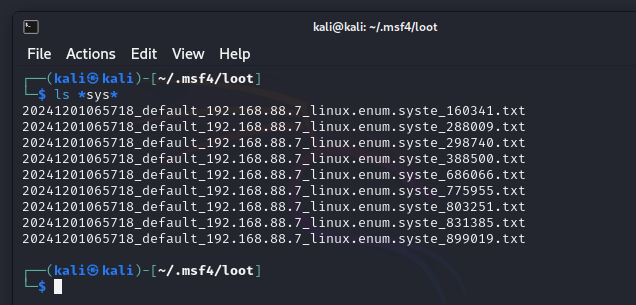 kali@kali: ~/.msf4/loot
File Actions Edit View Help
┌──(kali㉿kali)-[~/.msf4/loot]
└─$ ls *sys*
20241201065718_default_192.168.88.7_linux.enum.syste_160341.txt
20241201065718_default_192.168.88.7_linux.enum.syste_288009.txt
20241201065718_default_192.168.88.7_linux.enum.syste_298740.txt
20241201065718_default_192.168.88.7_linux.enum.syste_388500.txt
20241201065718_default_192.168.88.7_linux.enum.syste_686066.txt
20241201065718_default_192.168.88.7_linux.enum.syste_775955.txt
20241201065718_default_192.168.88.7_linux.enum.syste_803251.txt
20241201065718_default_192.168.88.7_linux.enum.syste_831385.txt
20241201065718_default_192.168.88.7_linux.enum.syste_899019.txt
┌──(kali㉿kali)-[~/.msf4/loot]
└─$